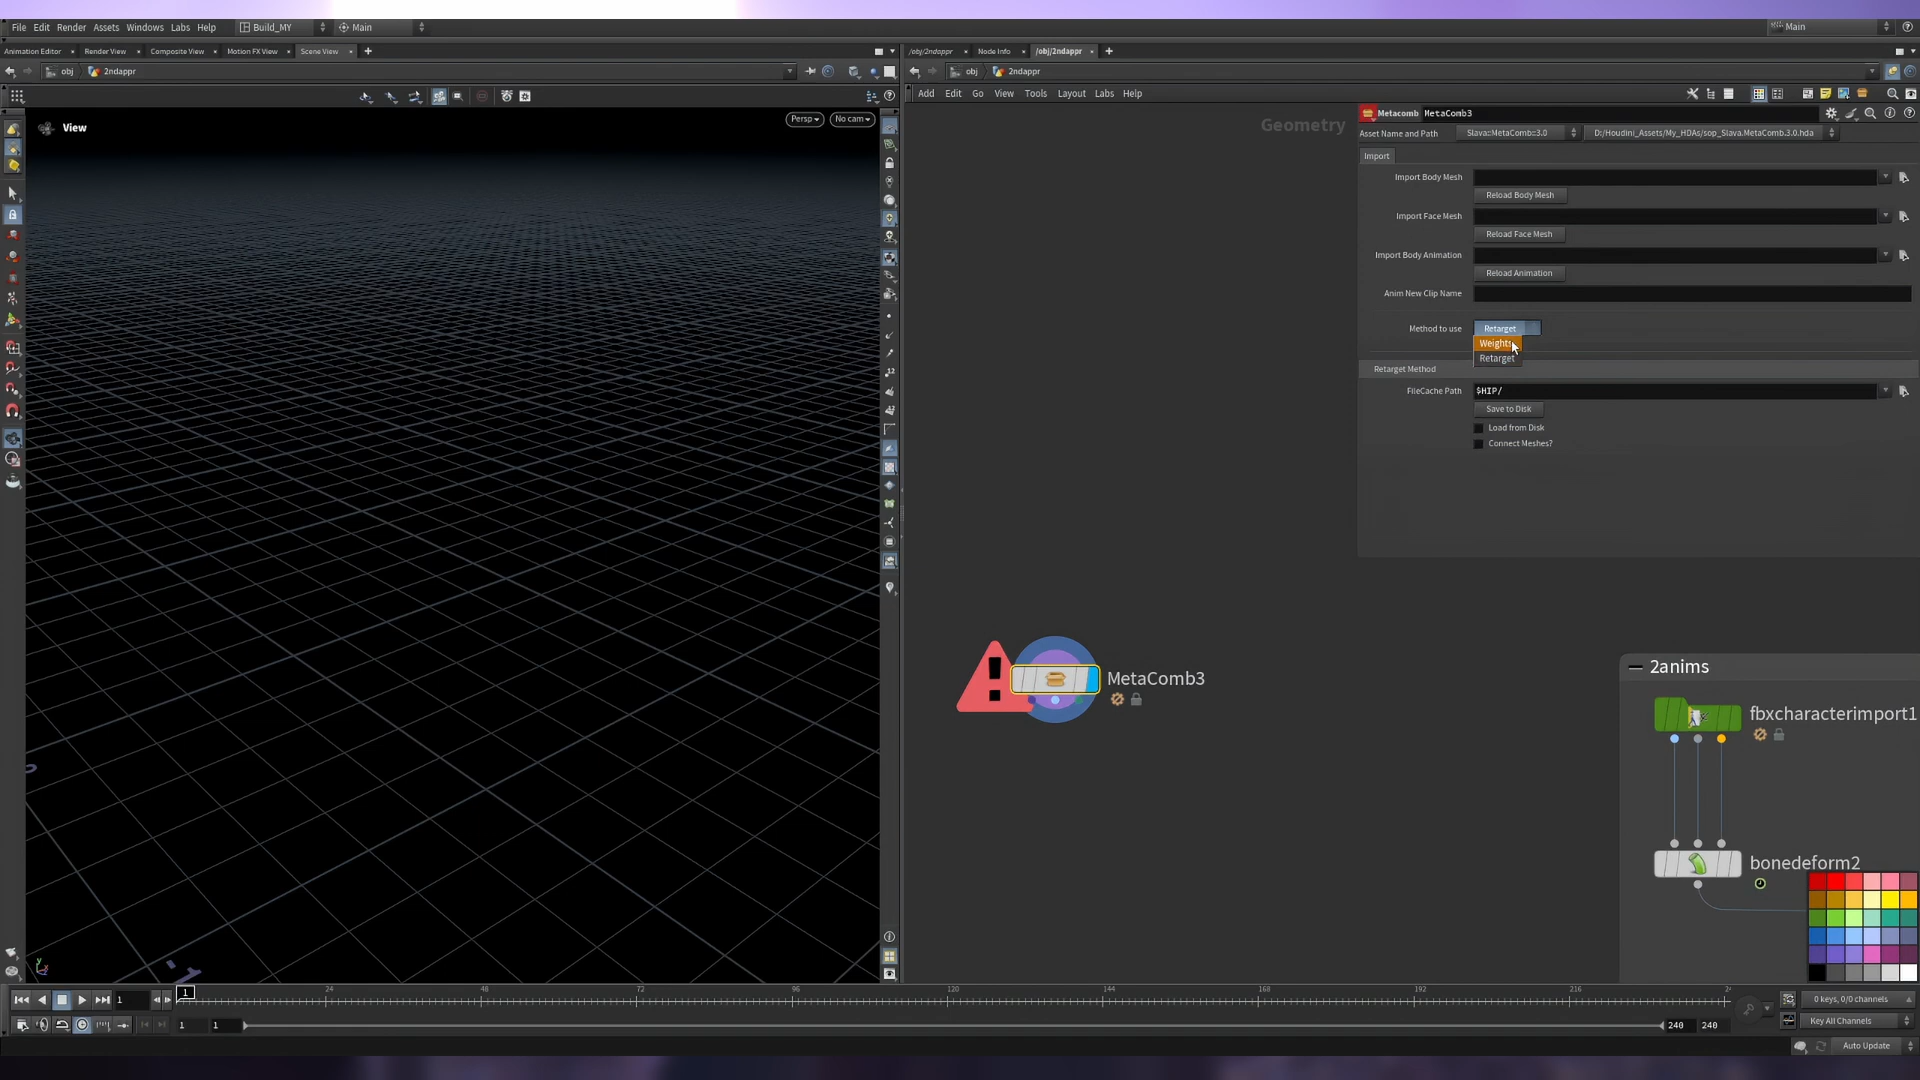 File Edit Render Assets Windows Labs Help Build_MY Main Main
Animation Editor Render View Composite View Motion FX View Scene View
/obj/2ndappr Node Info /obj/2ndappr
obj 2ndappr
obj 2ndappr
Add Edit Go View Tools Layout Labs Help
View
Persp No cam
Geometry
Metacomb MetaComb3
Asset Name and Path Slava::MetaComb::3.0 D:/Houdini_Assets/My_HDAs/sop_Slava.MetaComb.3.0.hda
Import
Import Body Mesh
Reload Body Mesh
Import Face Mesh
Reload Face Mesh
Import Body Animation
Reload Animation
Anim New Clip Name
Method to use Retarget
Weights
Retarget
Retarget Method
FileCache Path $HIP/
Save to Disk
Load from Disk
Connect Meshes?
MetaComb3
2anims
fbxcharacterimport1
bonedeform2
1 1 24 48 72 96 120 144 168 192 216
0 keys, 0/0 channels
1 1 240 240 Key All Channels
Auto Update